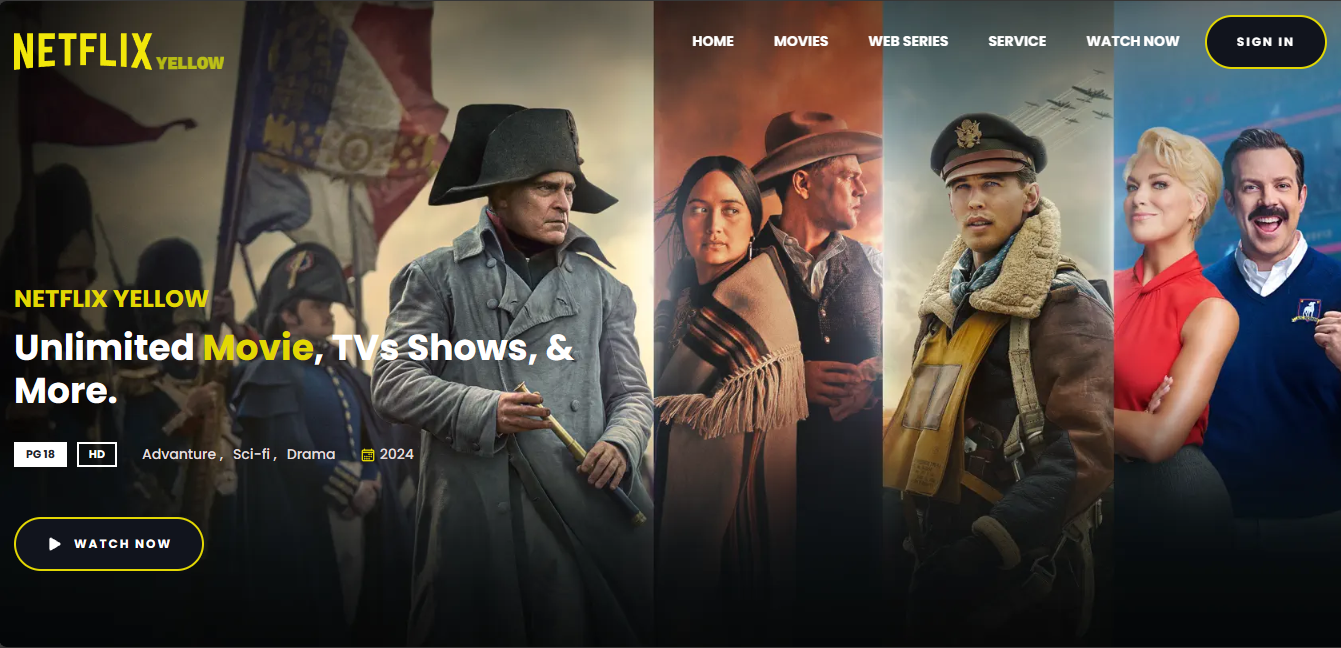 NETFLIX YELLOW
HOME MOVIES WEB SERIES SERVICE WATCH NOW SIGN IN
NETFLIX YELLOW
Unlimited Movie, TVs Shows, &
More.
PG18 HD Advanture , Sci-fi , Drama 2024
WATCH NOW